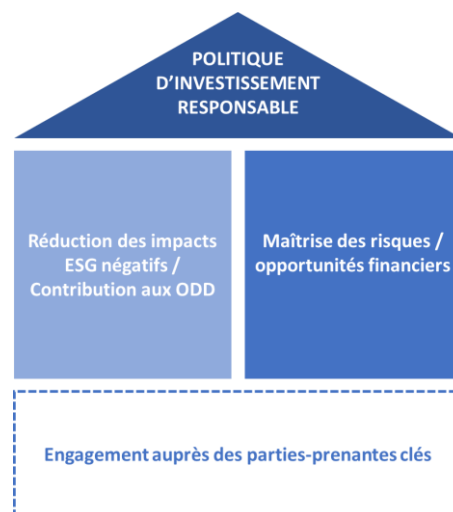 POLITIQUE
D'INVESTISSEMENT
RESPONSABLE
Réduction des impacts
ESG négatifs /
Contribution aux ODD
Maîtrise des risques /
opportunités financiers
Engagement auprès des parties-prenantes clés